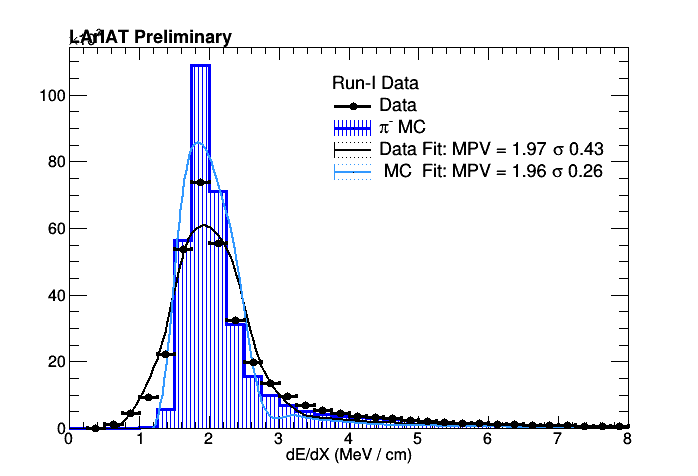 LArIAT Preliminary
Run-I Data
Data
π⁻ MC
Data Fit: MPV = 1.97 σ 0.43
MC Fit: MPV = 1.96 σ 0.26
100
80
60
40
20
0
0 1 2 3 4 5 6 7 8
dE/dX (MeV / cm)